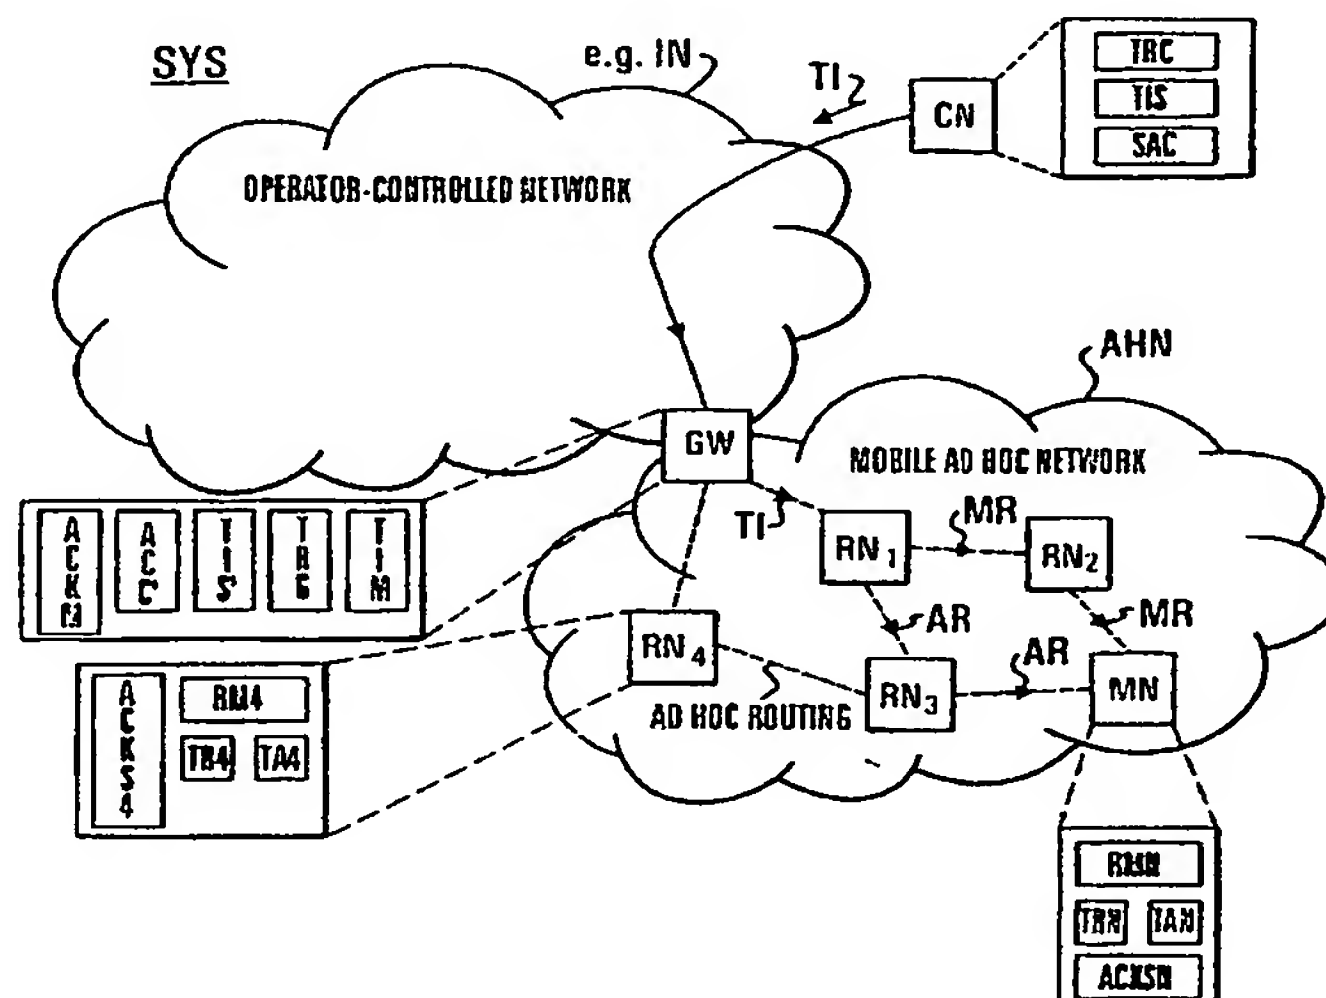 SYS
e.g. IN
TI
CN
TRC
TIS
SAC
OPERATOR-CONTROLLED NETWORK
AHN
GW
MOBILE AD HOC NETWORK
TI
MR
RN1
RN2
AR
MR
ACKM
ACC
TIS'
TRG
TIM
RN4
AD HOC ROUTING
RN3
AR
MN
ACKS4
RM4
TR4
TA4
RMN
TRN
TAN
ACKSN